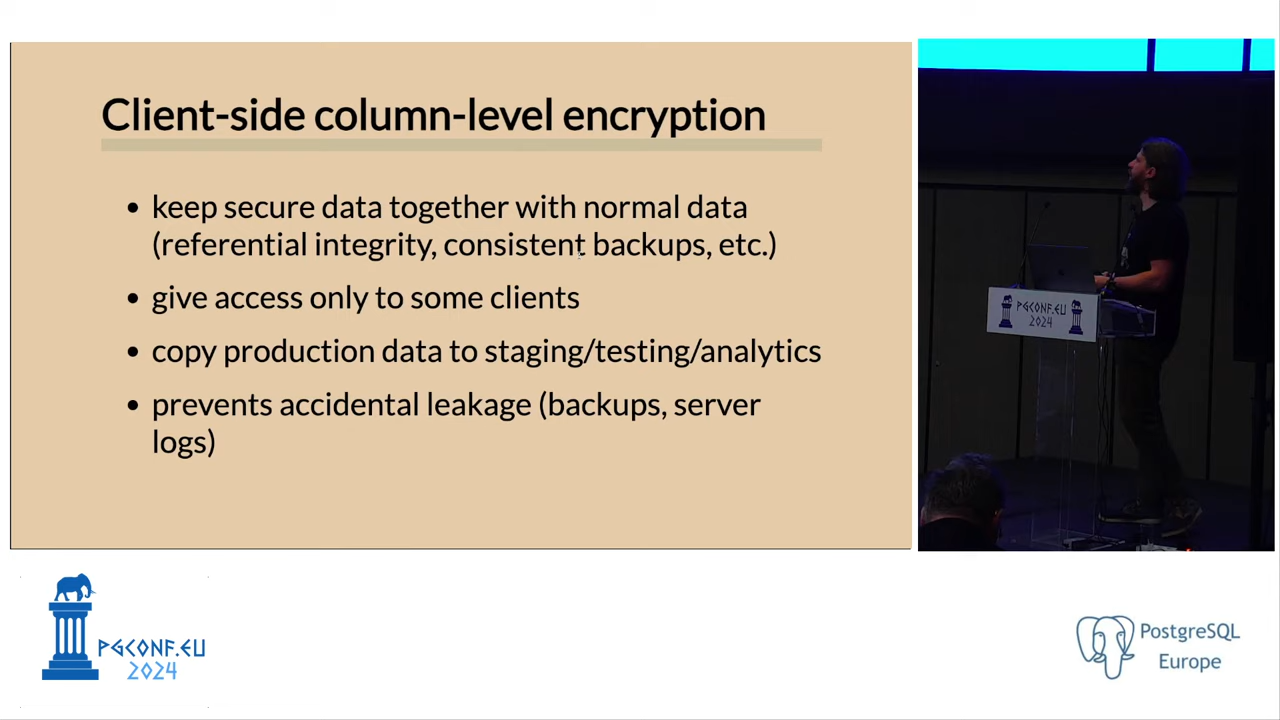 Client-side column-level encryption
keep secure data together with normal data
(referential integrity, consistent backups, etc.)
give access only to some clients
copy production data to staging/testing/analytics
prevents accidental leakage (backups, server
logs)
PGCONF.EU
2024
PGCONF.EU
2024
PostgreSQL
Europe